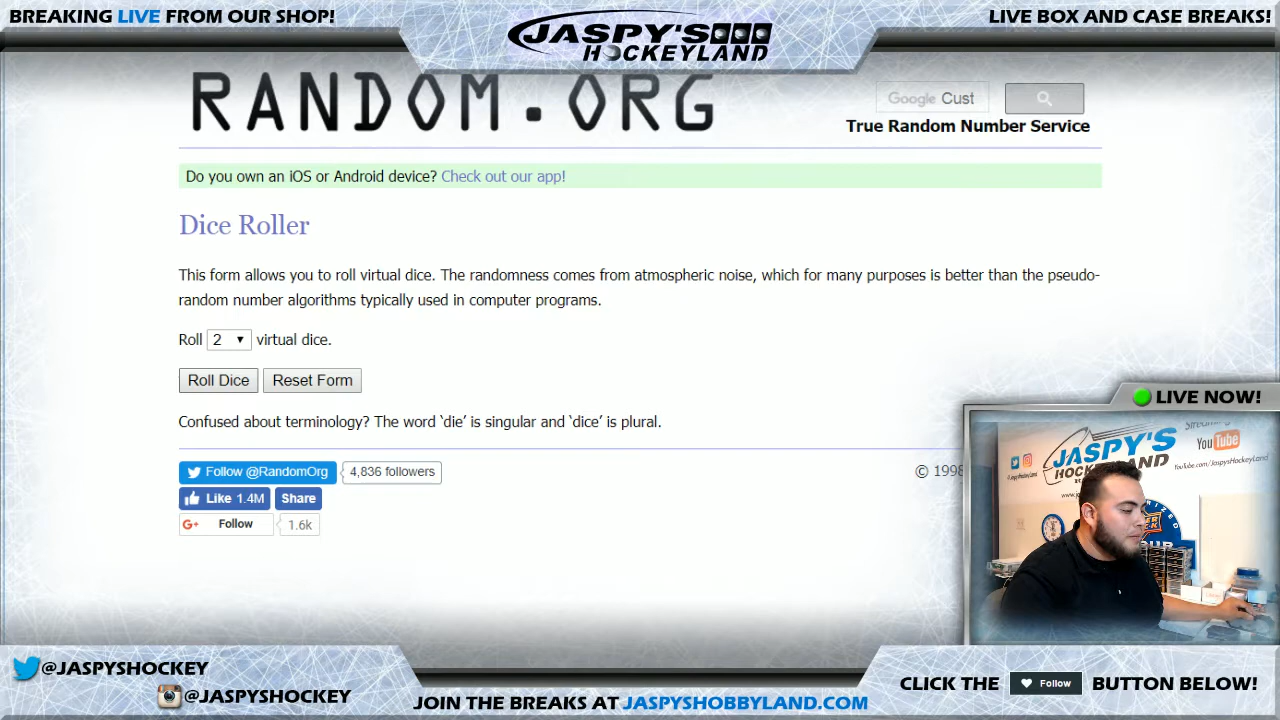 BREAKING LIVE FROM OUR SHOP!
JASPY'S
HOCKEYLAND
LIVE BOX AND CASE BREAKS!
RANDOM.ORG
Google Cust
True Random Number Service
Do you own an iOS or Android device? Check out our app!
Dice Roller
This form allows you to roll virtual dice. The randomness comes from atmospheric noise, which for many purposes is better than the pseudo-
random number algorithms typically used in computer programs.
Roll 2 virtual dice.
Roll Dice Reset Form
Confused about terminology? The word ‘die’ is singular and ‘dice’ is plural.
Follow @RandomOrg 4,836 followers
© 1998
Like 1.4M Share
G+ Follow 1.6k
LIVE NOW!
Streaming
YouTube
JASPY'S
HOCKEYLAND
YouTube.com/JaspysHockeyLand
@JASPYSHOCKEY
@JASPYSHOCKEY
JOIN THE BREAKS AT JASPYSHOBBYLAND.COM
CLICK THE Follow BUTTON BELOW!